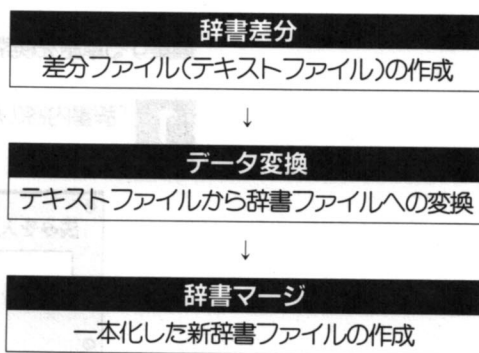 辞書差分
差分ファイル(テキストファイル)の作成
↓
データ変換
テキストファイルから辞書ファイルへの変換
↓
辞書マージ
一本化した新辞書ファイルの作成